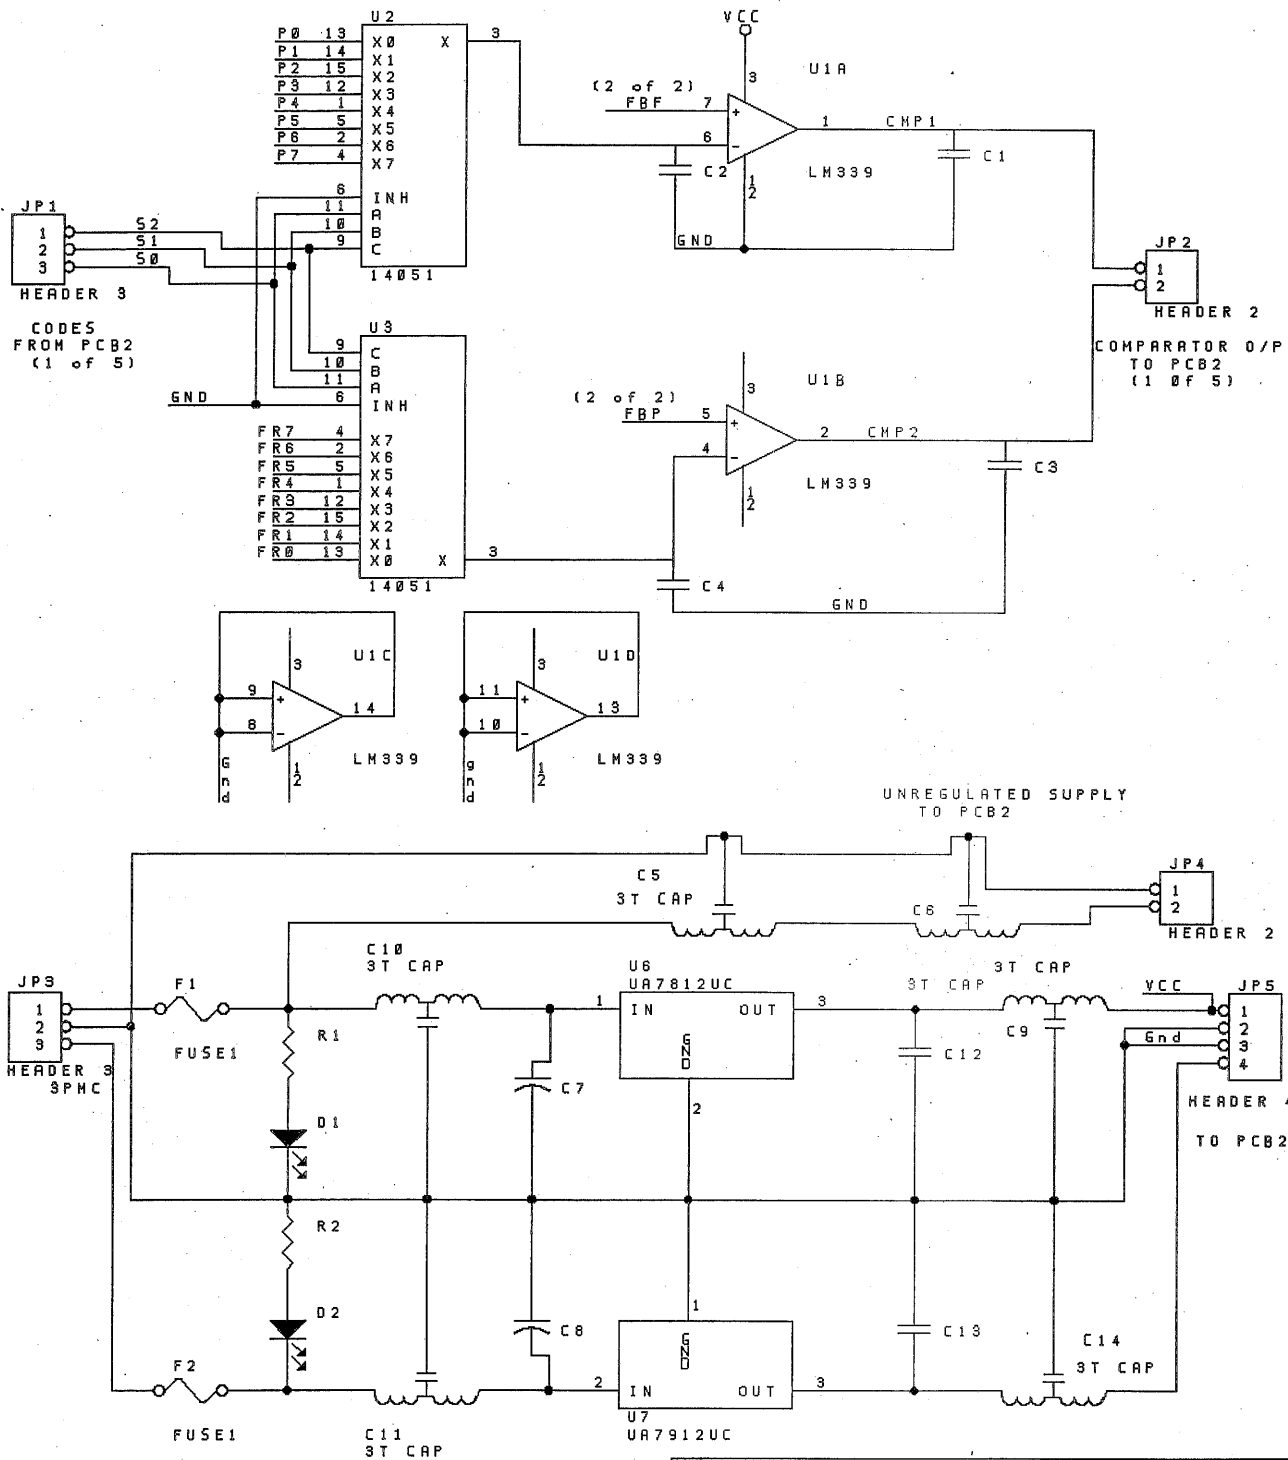 U2
P0 13 X0 X 3
P1 14 X1
P2 15 X2
P3 12 X3
P4 1 X4
P5 5 X5
P6 2 X6
P7 4 X7
6 INH
11 A
10 B
9 C
14051
VCC
3
U1A
(2 of 2)
FBF 7 +
6 -
1 CMP1
12
LM339
C2
C1
GND
JP1
1 S2
2 S1
3 S0
HEADER 3
CODES
FROM PCB2
(1 of 5)
JP2
1
2
HEADER 2
COMPARATOR O/P
TO PCB2
(1 0f 5)
U3
9 C
10 B
11 A
GND 6 INH
FR7 4 X7
FR6 2 X6
FR5 5 X5
FR4 1 X4
FR3 12 X3
FR2 15 X2
FR1 14 X1
FR0 13 X0 X 3
14051
3
U1B
(2 of 2)
FBP 5 +
4 -
2 CMP2
12
LM339
C3
C4
GND
3
U1C
9 +
8 -
14
12
Gnd
LM339
3
U1D
11 +
10 -
13
12
gnd
LM339
UNREGULATED SUPPLY
TO PCB2
C5
3T CAP
C6
JP4
1
2
HEADER 2
C10
3T CAP
U6
UA7812UC
1 IN OUT 3
GND
2
3T CAP
3T CAP
C9
VCC
JP5
1
2
Gnd 3
4
HEADER 4
TO PCB2
JP3
1
2
3
HEADER 3
3PMC
F1
FUSE1
R1
D1
C7
C12
R2
D2
C8
C13
1
GND
2 IN OUT 3
U7
UA7912UC
C14
3T CAP
F2
FUSE1
C11
3T CAP